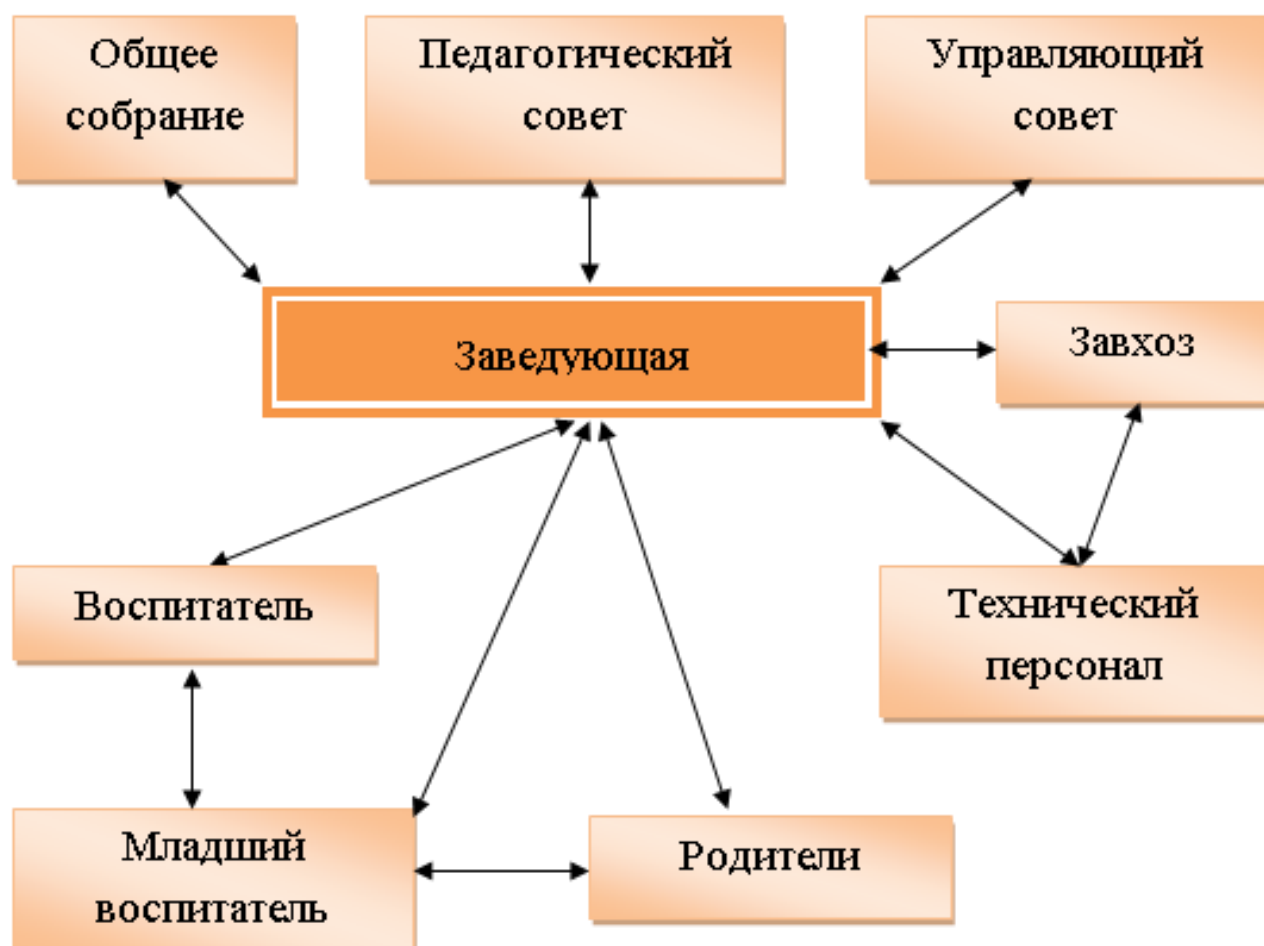 Общее
собрание
Педагогический
совет
Управляющий
совет
Заведующая
Завхоз
Воспитатель
Технический
персонал
Младший
воспитатель
Родители